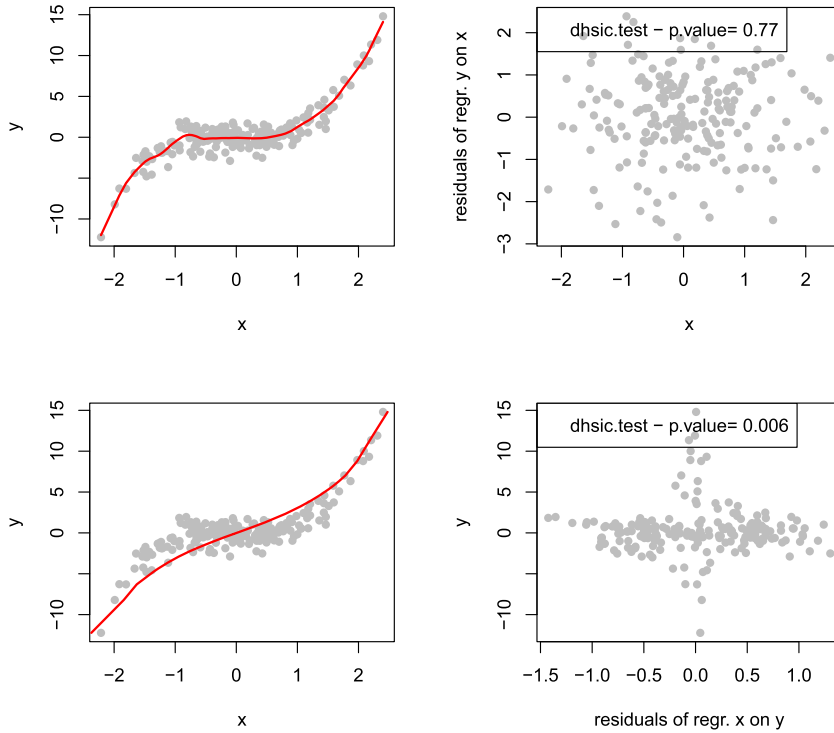 15
10
5
0
−10
y
−2 −1 0 1 2
x
dhsic.test − p.value= 0.77
2
1
0
−1
−2
−3
residuals of regr. y on x
−2 −1 0 1 2
x
15
10
5
0
−10
y
−2 −1 0 1 2
x
dhsic.test − p.value= 0.006
15
10
5
0
−10
y
−1.5 −1.0 −0.5 0.0 0.5 1.0
residuals of regr. x on y